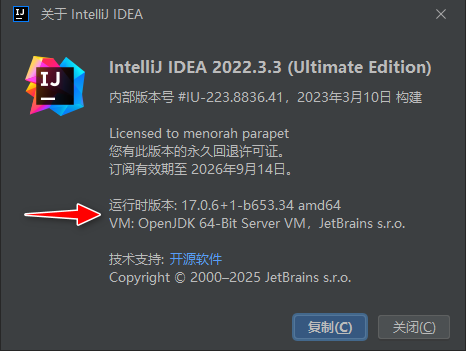 关于 IntelliJ IDEA
IJ
IntelliJ IDEA 2022.3.3 (Ultimate Edition)
内部版本号 #IU-223.8836.41，2023年3月10日 构建
Licensed to menorah parapet
您有此版本的永久回退许可证。
订阅有效期至 2026年9月14日。
运行时版本: 17.0.6+1-b653.34 amd64
VM: OpenJDK 64-Bit Server VM，JetBrains s.r.o.
技术支持: 开源软件
Copyright © 2000–2025 JetBrains s.r.o.
复制(C)
关闭(C)